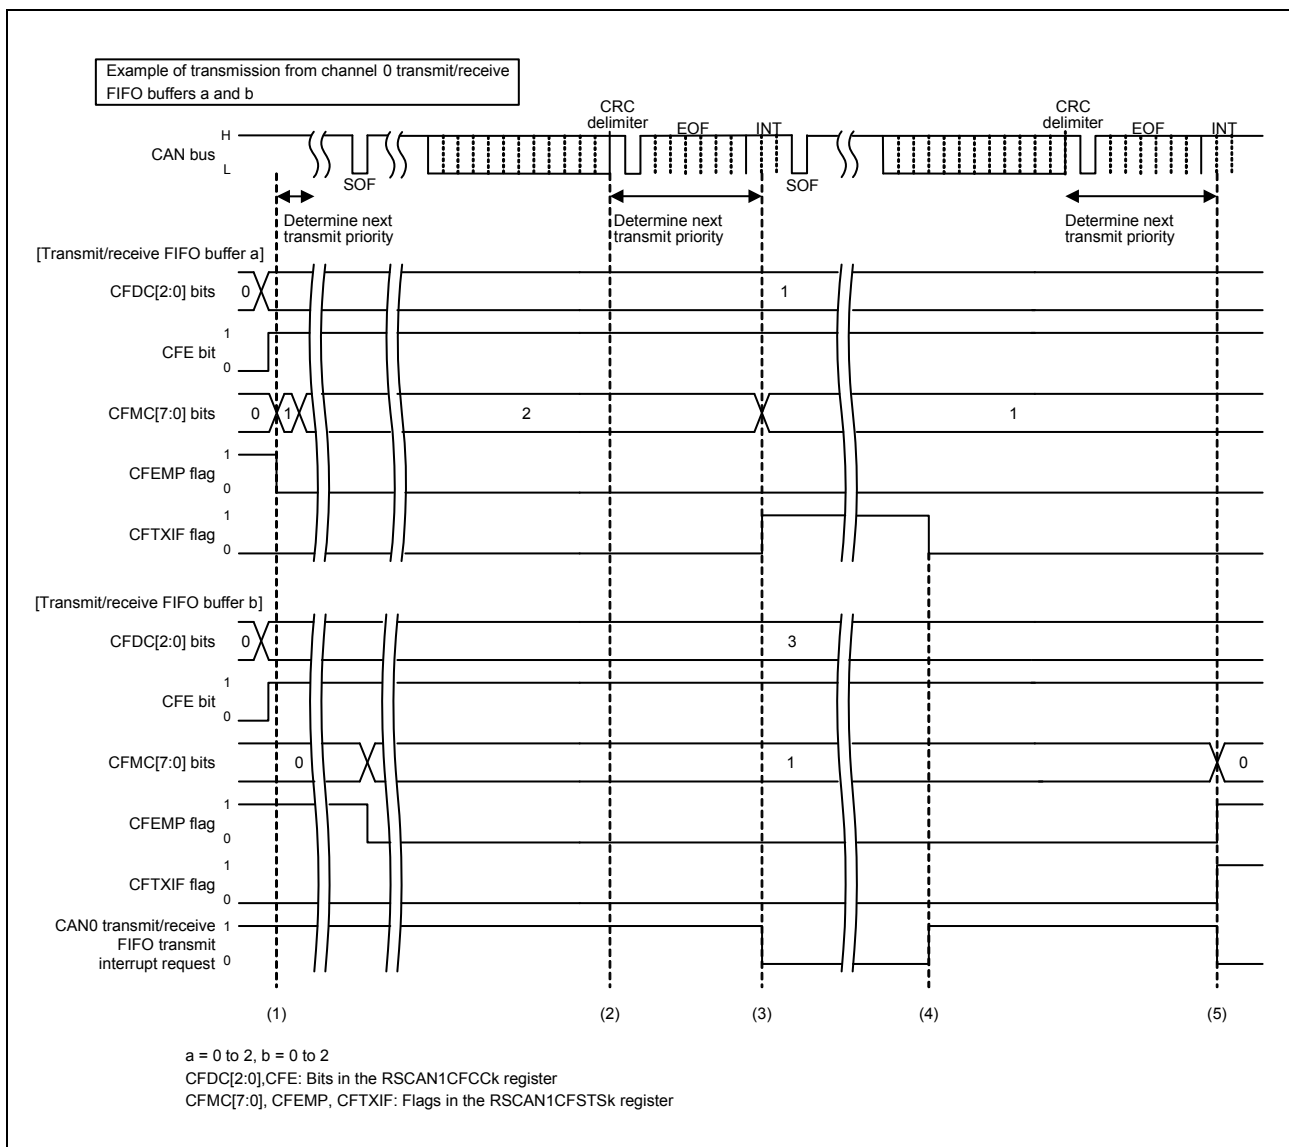 Example of transmission from channel 0 transmit/receive
FIFO buffers a and b
CRC
delimiter
EOF
INT
CRC
delimiter
EOF
INT
H
CAN bus
L
SOF
SOF
Determine next
transmit priority
Determine next
transmit priority
Determine next
transmit priority
[Transmit/receive FIFO buffer a]
CFDC[2:0] bits
0
1
1
CFE bit
0
CFMC[7:0] bits
0
1
2
1
1
CFEMP flag
0
1
CFTXIF flag
0
[Transmit/receive FIFO buffer b]
CFDC[2:0] bits
0
3
1
CFE bit
0
CFMC[7:0] bits
0
1
0
1
CFEMP flag
0
1
CFTXIF flag
0
CAN0 transmit/receive 1
FIFO transmit
interrupt request 0
(1) (2) (3) (4) (5)
a = 0 to 2, b = 0 to 2
CFDC[2:0],CFE: Bits in the RSCAN1CFCCk register
CFMC[7:0], CFEMP, CFTXIF: Flags in the RSCAN1CFSTSk register